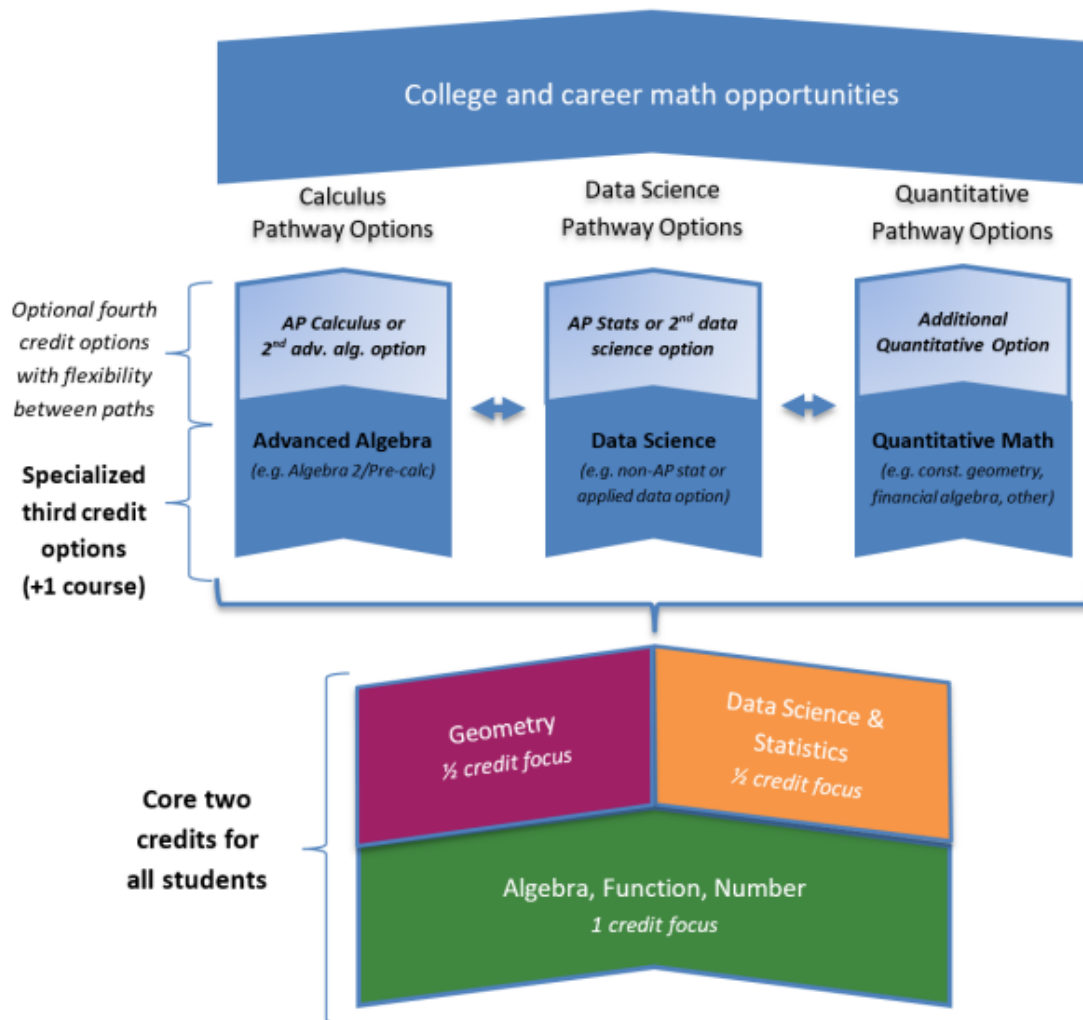 College and career math opportunities
Calculus
Pathway Options
Data Science
Pathway Options
Quantitative
Pathway Options
Optional fourth
credit options
with flexibility
between paths
AP Calculus or
2nd adv. alg. option
AP Stats or 2nd data
science option
Additional
Quantitative Option
Specialized
third credit
options
(+1 course)
Advanced Algebra
(e.g. Algebra 2/Pre-calc)
Data Science
(e.g. non-AP stat or
applied data option)
Quantitative Math
(e.g. const. geometry,
financial algebra, other)
Core two
credits for
all students
Geometry
½ credit focus
Data Science &
Statistics
½ credit focus
Algebra, Function, Number
1 credit focus